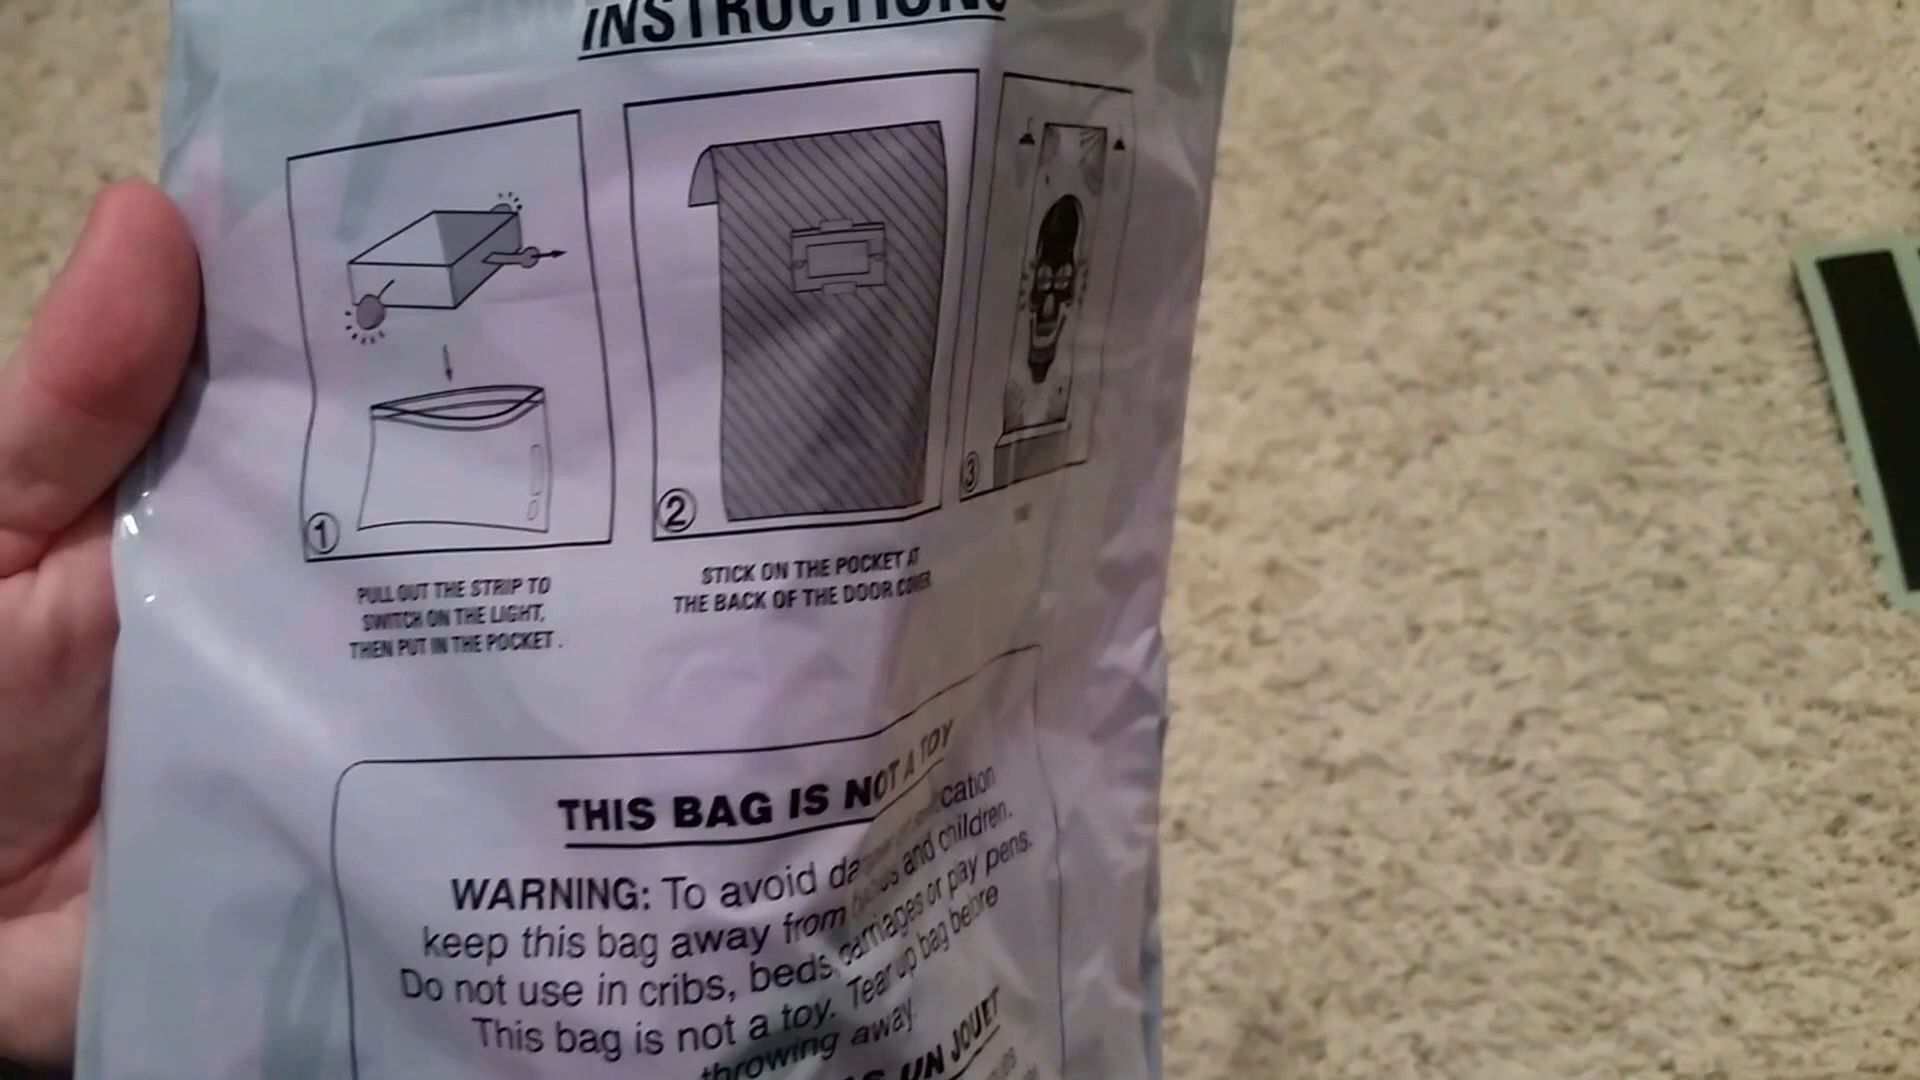 INSTRUCTIONS
1
2
3
PULL OUT THE STRIP TO
SWITCH ON THE LIGHT,
THEN PUT IN THE POCKET.
STICK ON THE POCKET AT
THE BACK OF THE DOOR COVER
THIS BAG IS NOT A TOY
WARNING: To avoid
keep this bag away from and children.
Do not use in cribs, beds, carriages or play pens.
This bag is not a toy. Tear up bag before
throwing away.
UN JOUET